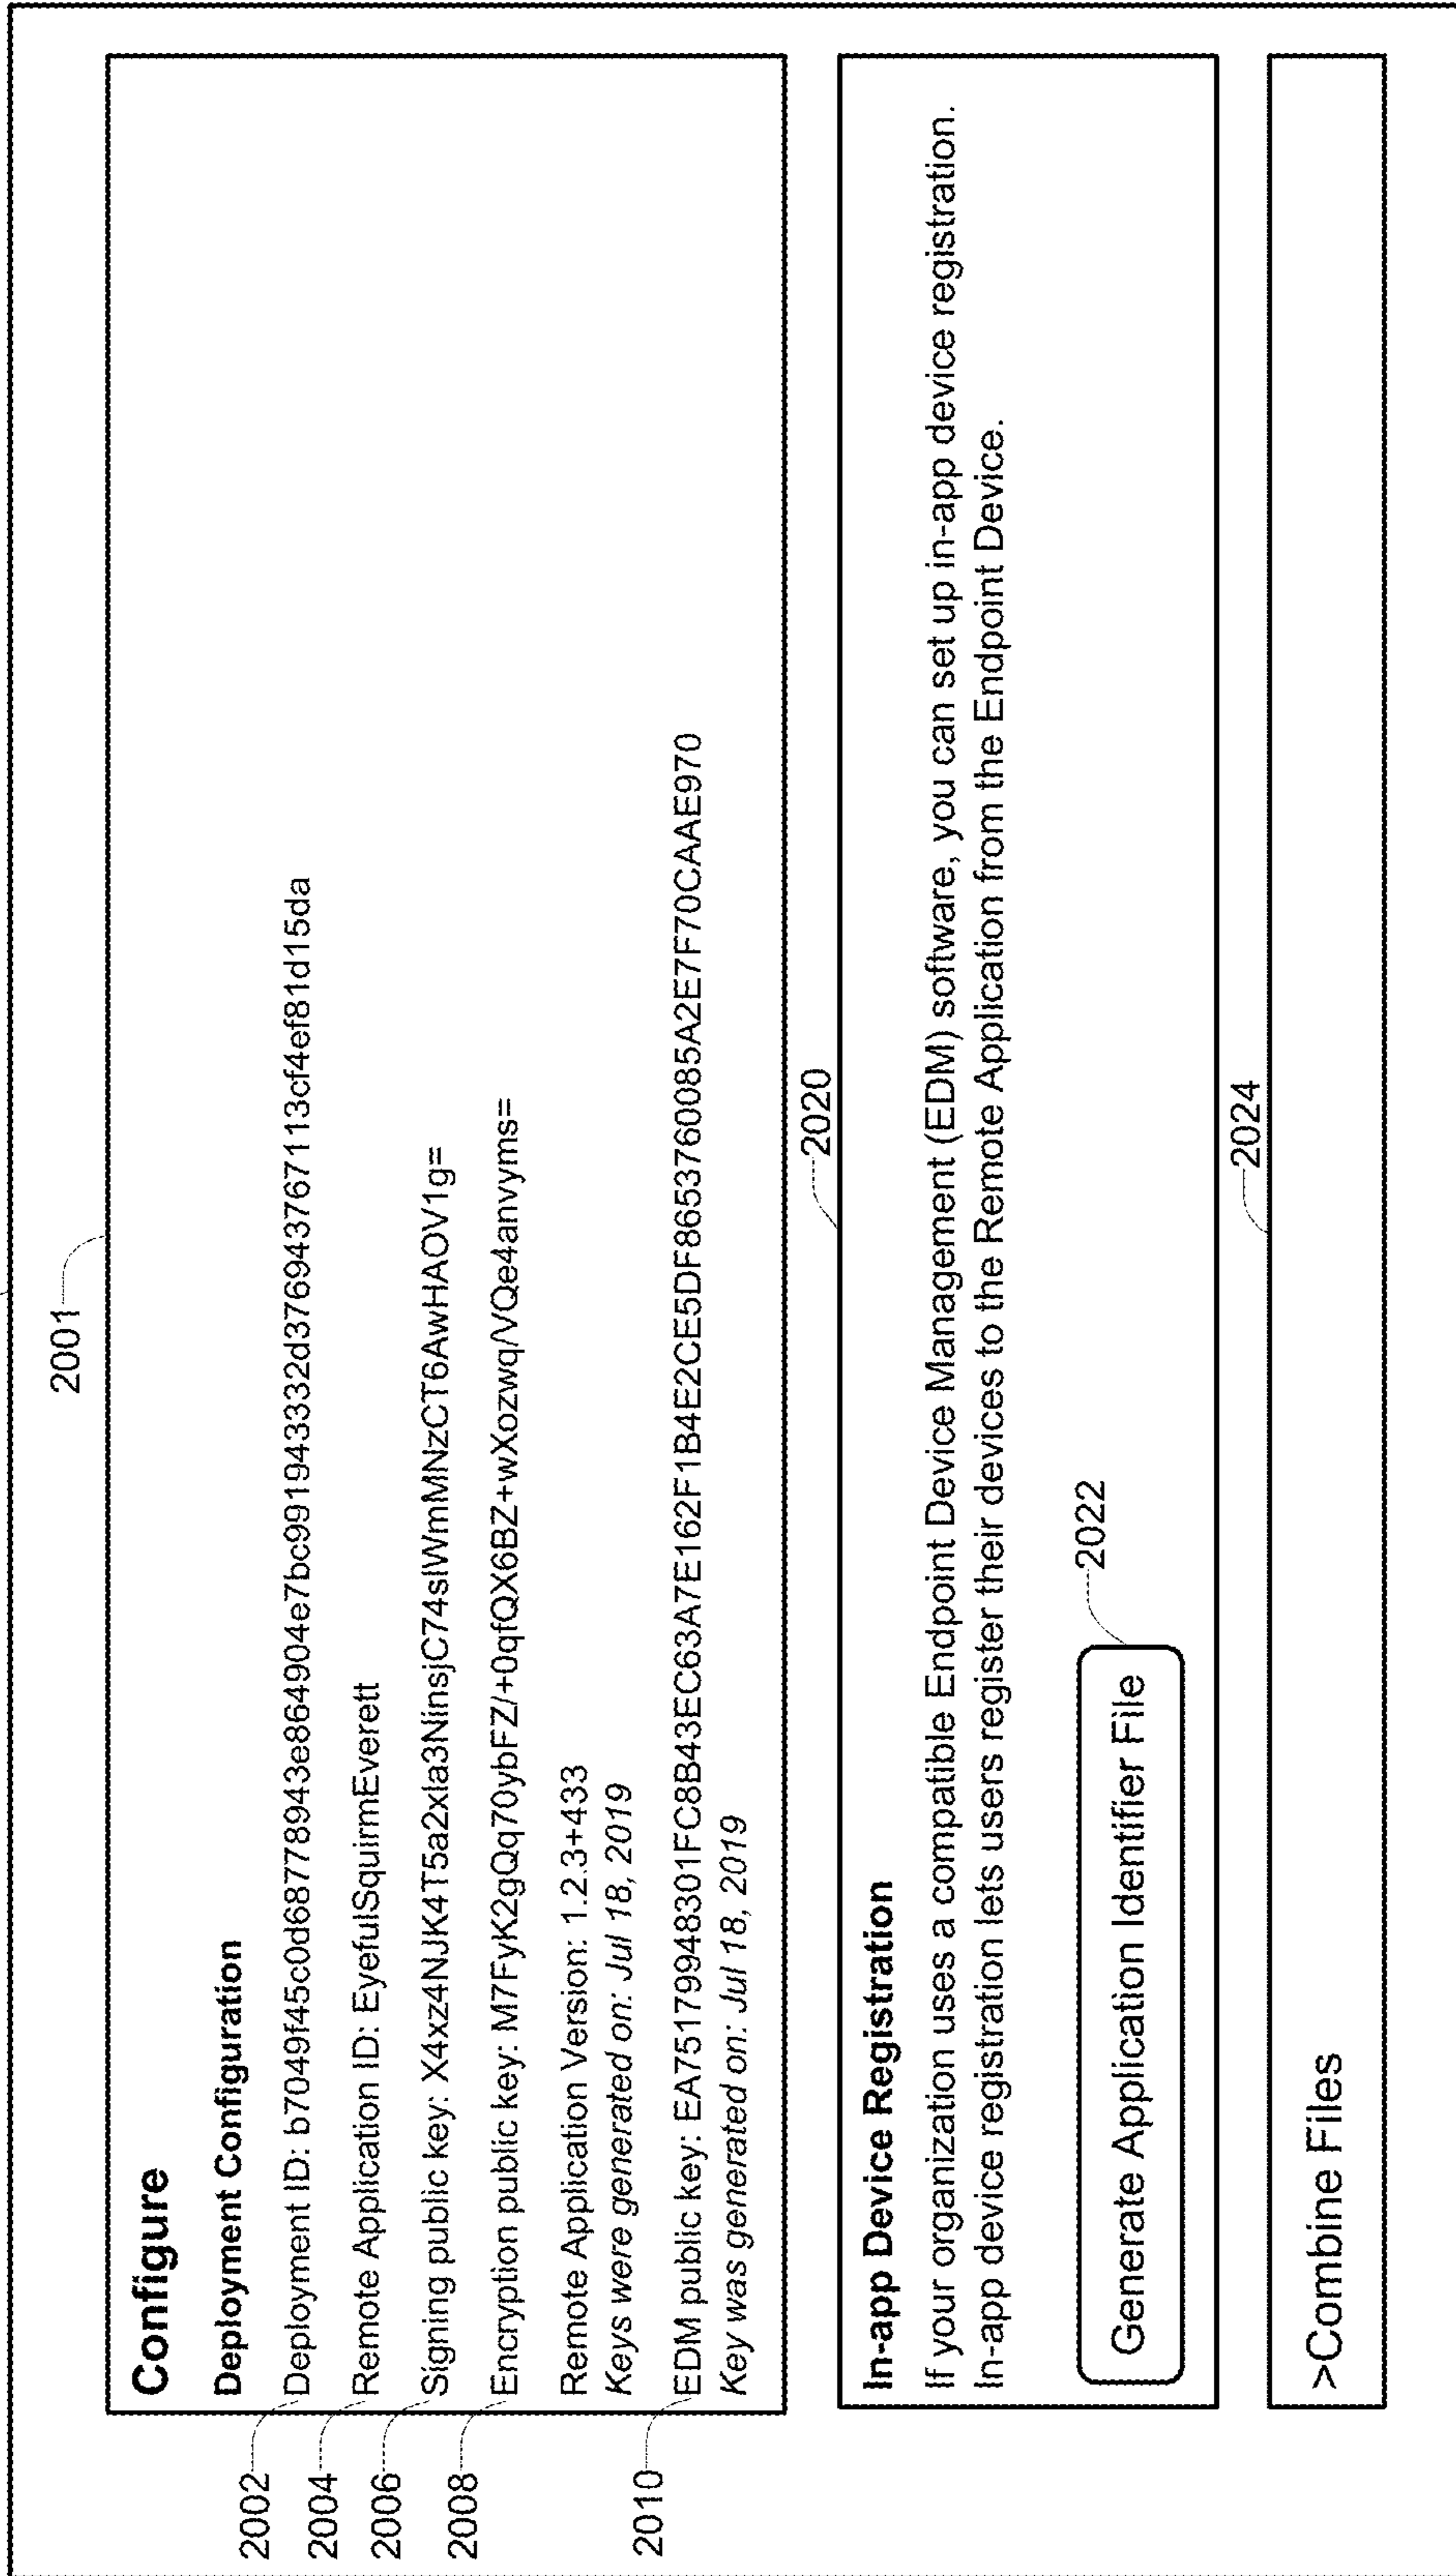 2001
Configure
Deployment Configuration
2002
Deployment ID: b7049f45c0d68778943e864904e7bc9919433332d376943767113cf4ef81d15da
2004
Remote Application ID: EyefulSquirmEverett
2006
Signing public key: X4xz4NJK4T5a2xla3NinsjC74slWmMNzCT6AwHAOV1g=
2008
Encryption public key: M7FyK2gQq70ybFZ/+0qfQX6BZ+wXozwq/VQe4anvyms=
Remote Application Version: 1.2.3+433
Keys were generated on: Jul 18, 2019
2010
EDM public key: EA75179948301FC8B43EC63A7E162F1B4E2CE5DF8653760085A2E7F70CAAE970
Key was generated on: Jul 18, 2019
2020
In-app Device Registration
If your organization uses a compatible Endpoint Device Management (EDM) software, you can set up in-app device registration.
In-app device registration lets users register their devices to the Remote Application from the Endpoint Device.
2022
Generate Application Identifier File
2024
>Combine Files